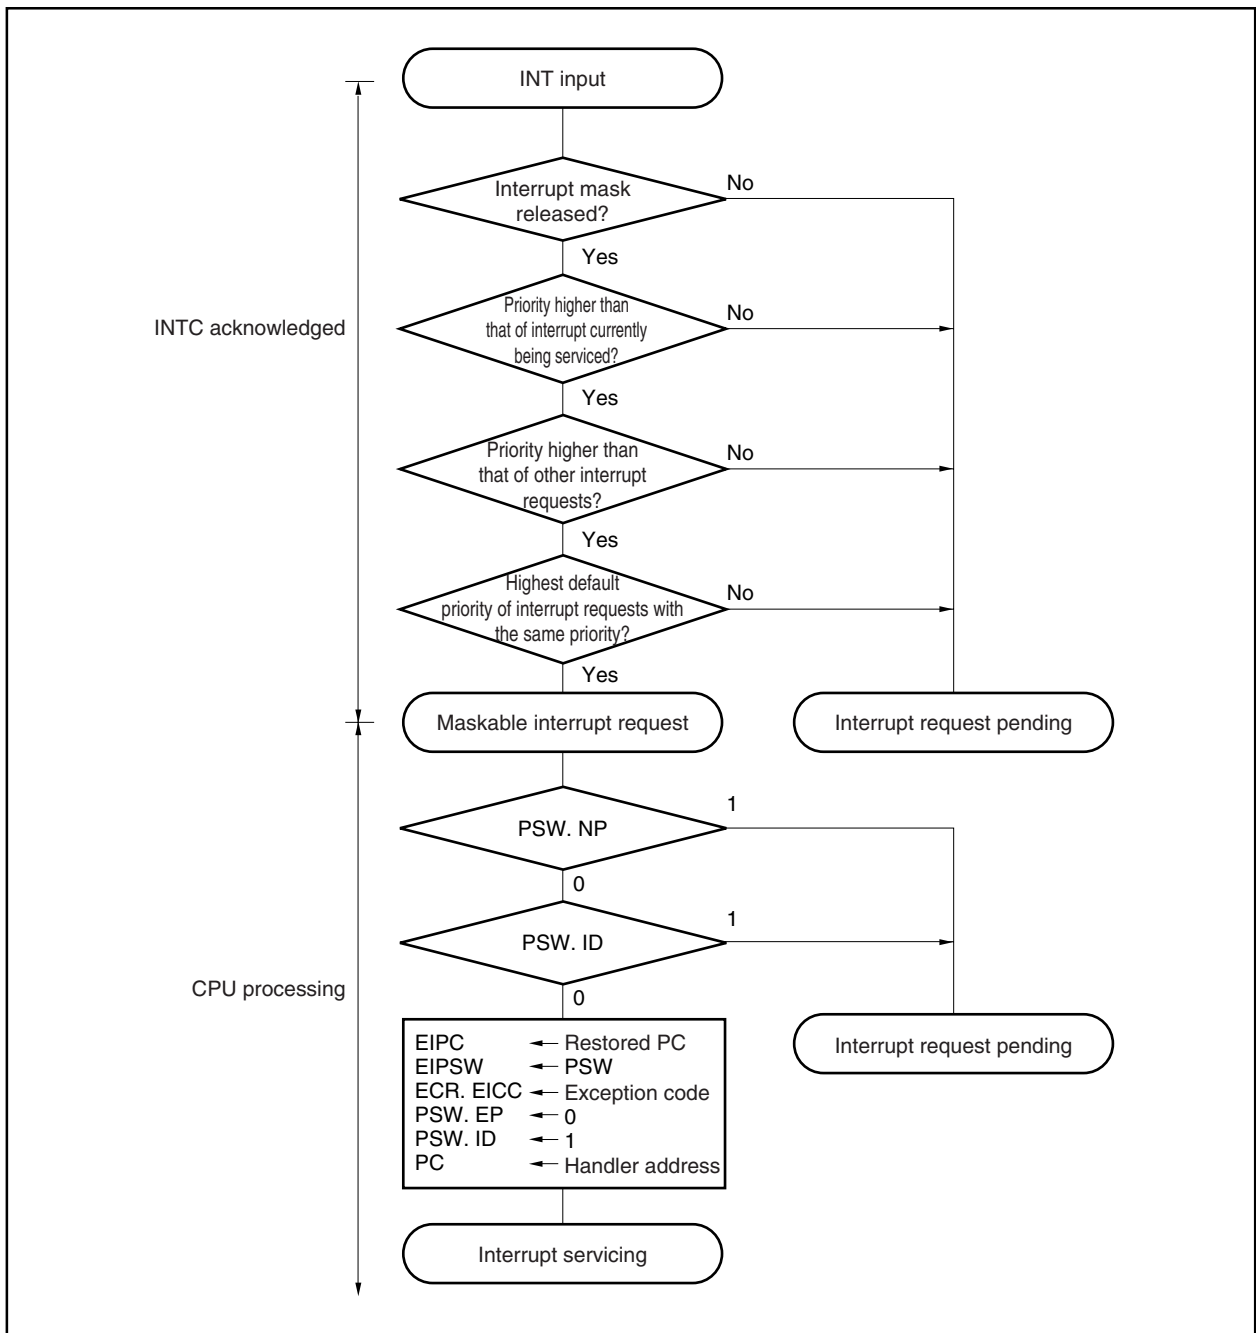 INT input
Interrupt mask
released?
No
Yes
Priority higher than
that of interrupt currently
being serviced?
No
INTC acknowledged
Yes
Priority higher than
that of other interrupt
requests?
No
Yes
Highest default
priority of interrupt requests with
the same priority?
No
Yes
Maskable interrupt request
Interrupt request pending
PSW. NP
1
0
PSW. ID
1
CPU processing
0
EIPC ← Restored PC
EIPSW ← PSW
ECR. EICC ← Exception code
PSW. EP ← 0
PSW. ID ← 1
PC ← Handler address
Interrupt request pending
Interrupt servicing